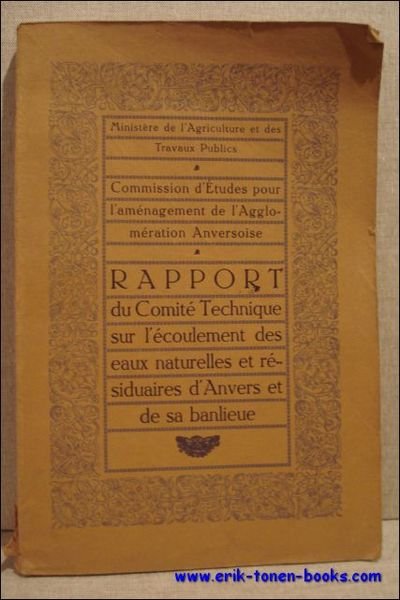 Ministère de l'Agriculture et des
Travaux Publics
Commission d'Études pour
l'aménagement de l'Agglo-
mération Anversoise
RAPPORT
du Comité Technique
sur l'écoulement des
eaux naturelles et ré-
siduaires d'Anvers et
de sa banlieue
www.erik-tonen-books.com